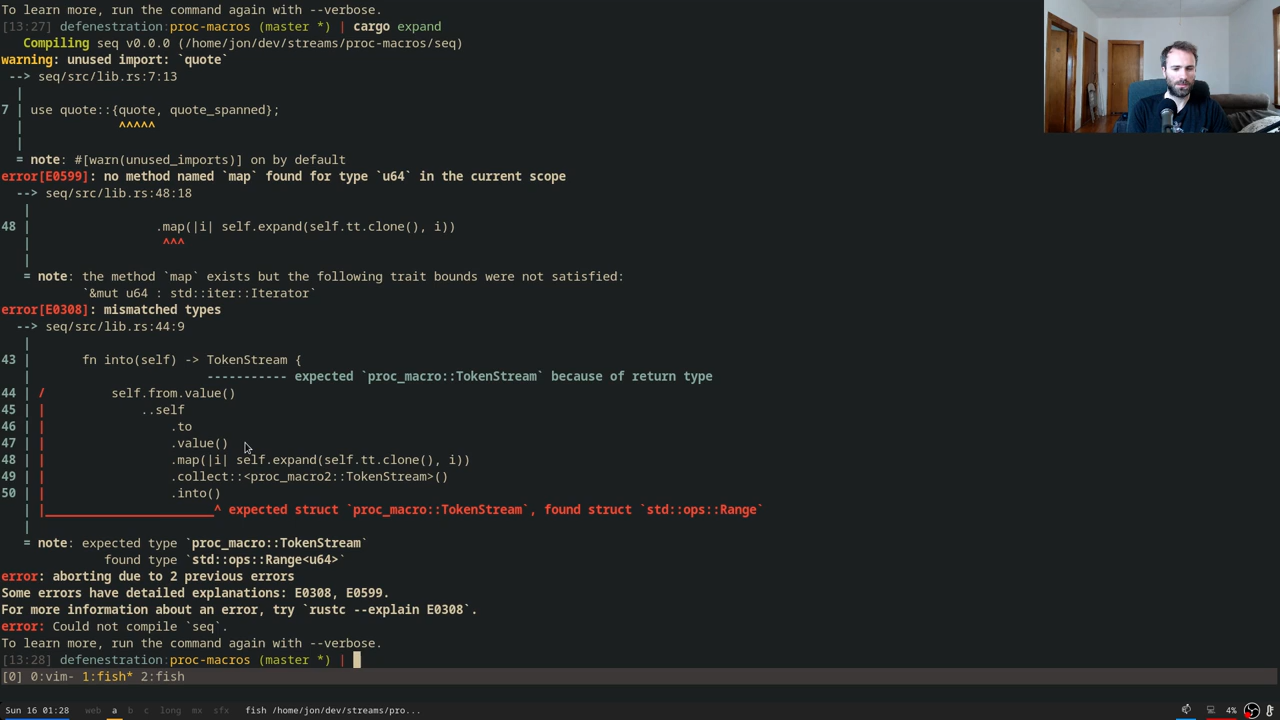 To learn more, run the command again with --verbose.
[13:27] defenestration:proc-macros (master *) | cargo expand
   Compiling seq v0.0.0 (/home/jon/dev/streams/proc-macros/seq)
warning: unused import: `quote`
 --> seq/src/lib.rs:7:13
  |
7 | use quote::{quote, quote_spanned};
  |             ^^^^^
  |
  = note: #[warn(unused_imports)] on by default
error[E0599]: no method named `map` found for type `u64` in the current scope
  --> seq/src/lib.rs:48:18
   |
48 |                 .map(|i| self.expand(self.tt.clone(), i))
   |                  ^^^
   |
   = note: the method `map` exists but the following trait bounds were not satisfied:
           `&mut u64 : std::iter::Iterator`
error[E0308]: mismatched types
  --> seq/src/lib.rs:44:9
   |
43 |       fn into(self) -> TokenStream {
   |                        ----------- expected `proc_macro::TokenStream` because of return type
44 | /         self.from.value()
45 | |             ..self
46 | |                 .to
47 | |                 .value()
48 | |                 .map(|i| self.expand(self.tt.clone(), i))
49 | |                 .collect::<proc_macro2::TokenStream>()
50 | |                 .into()
   | |_______________________^ expected struct `proc_macro::TokenStream`, found struct `std::ops::Range`
   |
   = note: expected type `proc_macro::TokenStream`
              found type `std::ops::Range<u64>`
error: aborting due to 2 previous errors
Some errors have detailed explanations: E0308, E0599.
For more information about an error, try `rustc --explain E0308`.
error: Could not compile `seq`.
To learn more, run the command again with --verbose.
[13:28] defenestration:proc-macros (master *) |
[0] 0:vim- 1:fish* 2:fish
Sun 16 01:28 web a b c long mx sfx fish /home/jon/dev/streams/pro... 4%